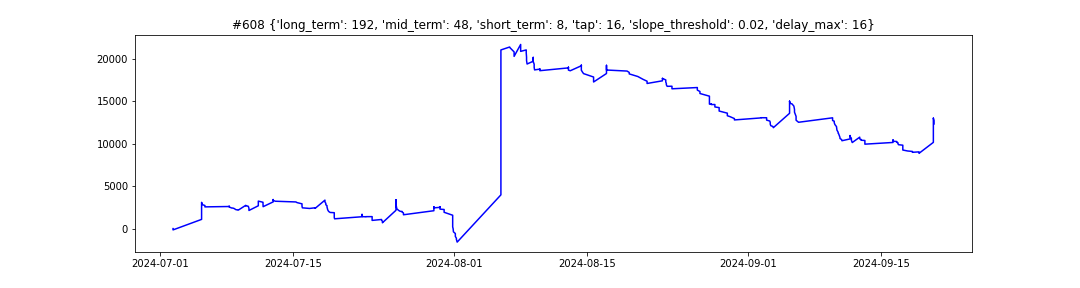 #608 {'long_term': 192, 'mid_term': 48, 'short_term': 8, 'tap': 16, 'slope_threshold': 0.02, 'delay_max': 16}
20000
15000
10000
5000
0
2024-07-01 2024-07-15 2024-08-01 2024-08-15 2024-09-01 2024-09-15